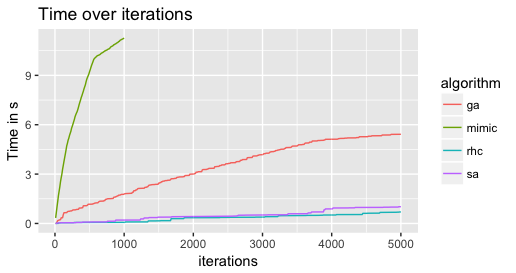 Time over iterations
Time in s
9
6
3
0
0 1000 2000 3000 4000 5000
iterations
algorithm
ga
mimic
rhc
sa